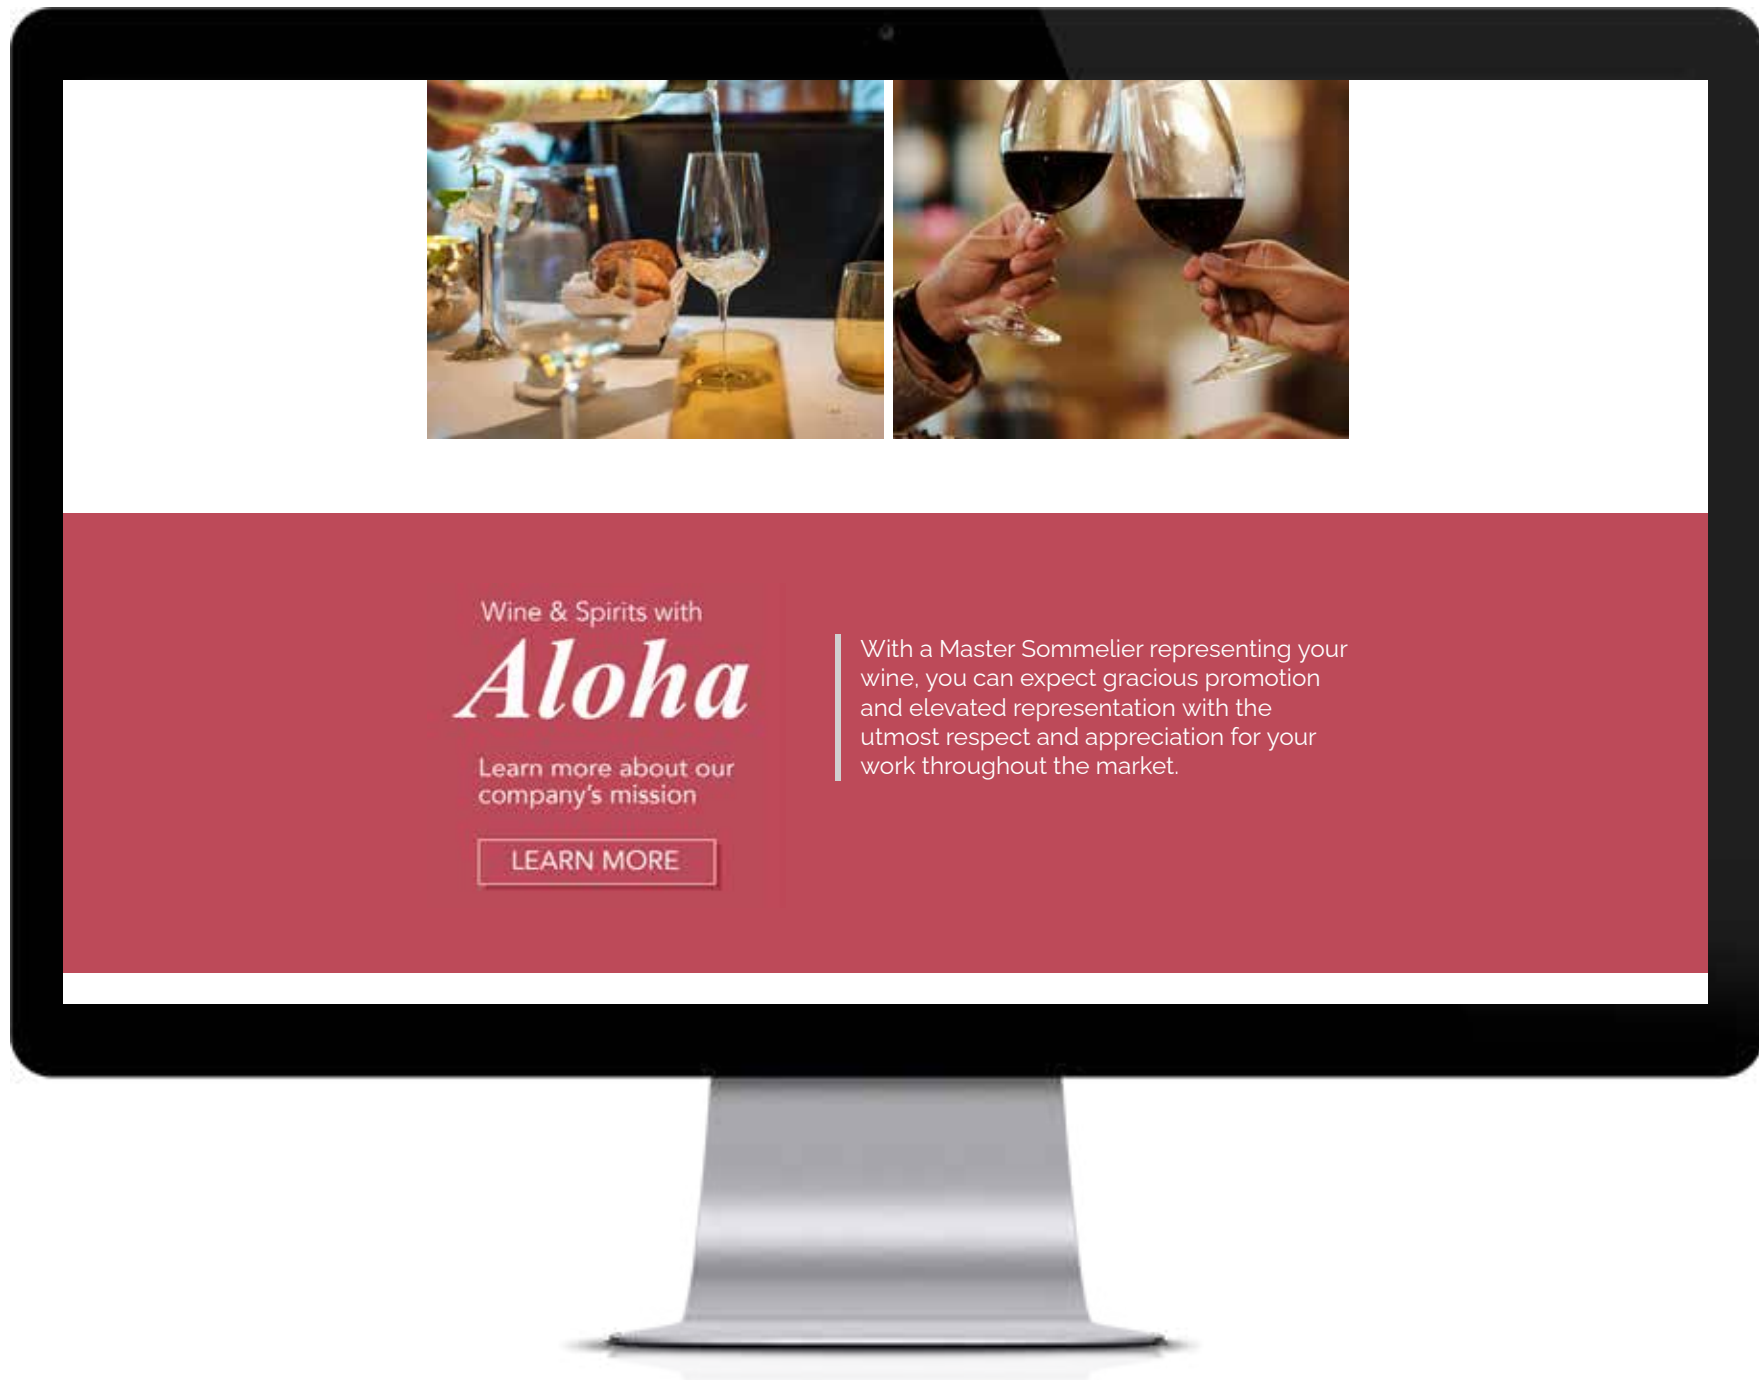 Wine & Spirits with
Aloha
Learn more about our
company's mission
LEARN MORE
With a Master Sommelier representing your
wine, you can expect gracious promotion
and elevated representation with the
utmost respect and appreciation for your
work throughout the market.